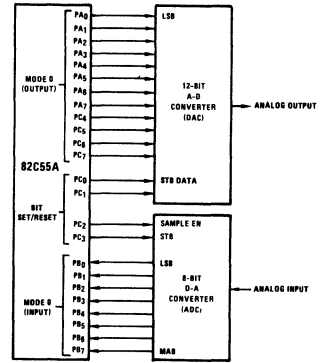 PA0
LSB
PA1
PA2
PA3
PA4
MODE 0
(OUTPUT)
PA5
12-BIT
A-D
CONVERTER
(DAC)
ANALOG OUTPUT
PA6
PA7
PC4
PC5
PC6
PC7
82C55A
PC0
STB DATA
PC1
BIT
SET/RESET
PC2
SAMPLE EN
PC3
STB
PB0
LSB
PB1
8-BIT
D-A
CONVERTER
(ADC)
ANALOG INPUT
PB2
MODE 0
(INPUT)
PB3
PB4
PB5
PB6
PB7
MAB